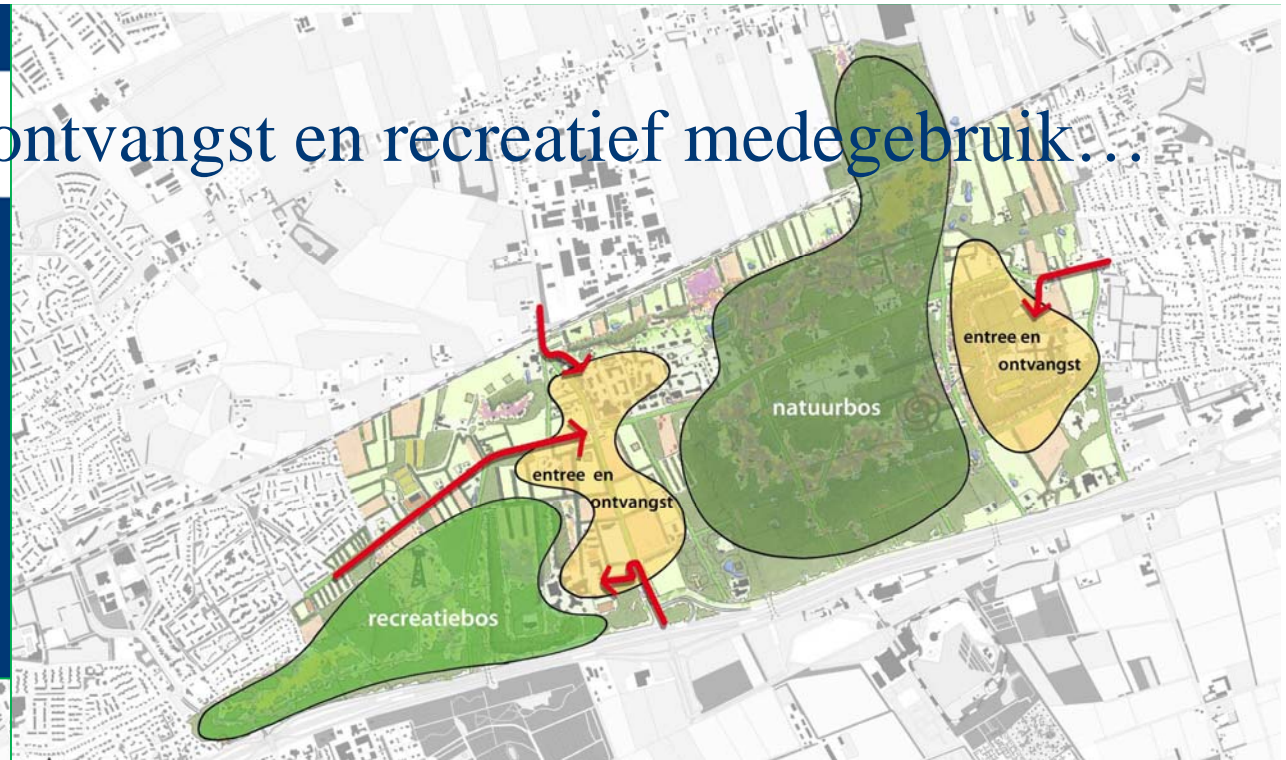 ontvangst en recreatief medegebruik...
entree en
ontvangst
natuurbos
entree en
ontvangst
recreatiebos